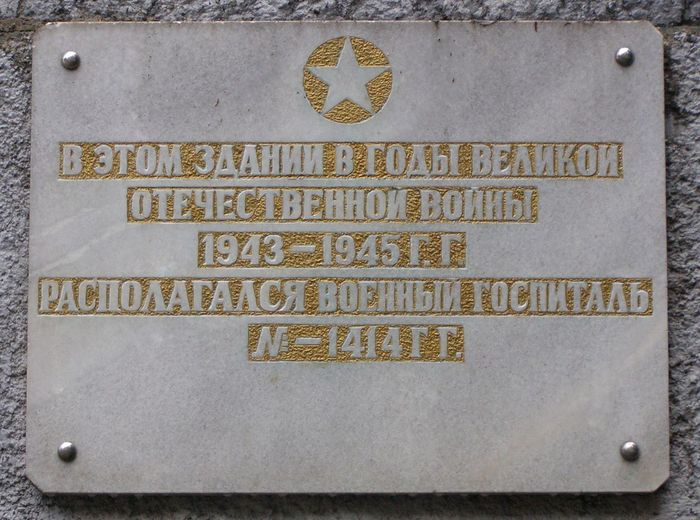 В ЭТОМ ЗДАНИИ В ГОДЫ ВЕЛИКОЙ
ОТЕЧЕСТВЕННОЙ ВОЙНЫ
1943–1945 Г.Г
РАСПОЛАГАЛСЯ ВОЕННЫЙ ГОСПИТАЛЬ
№–1414 Г Г.